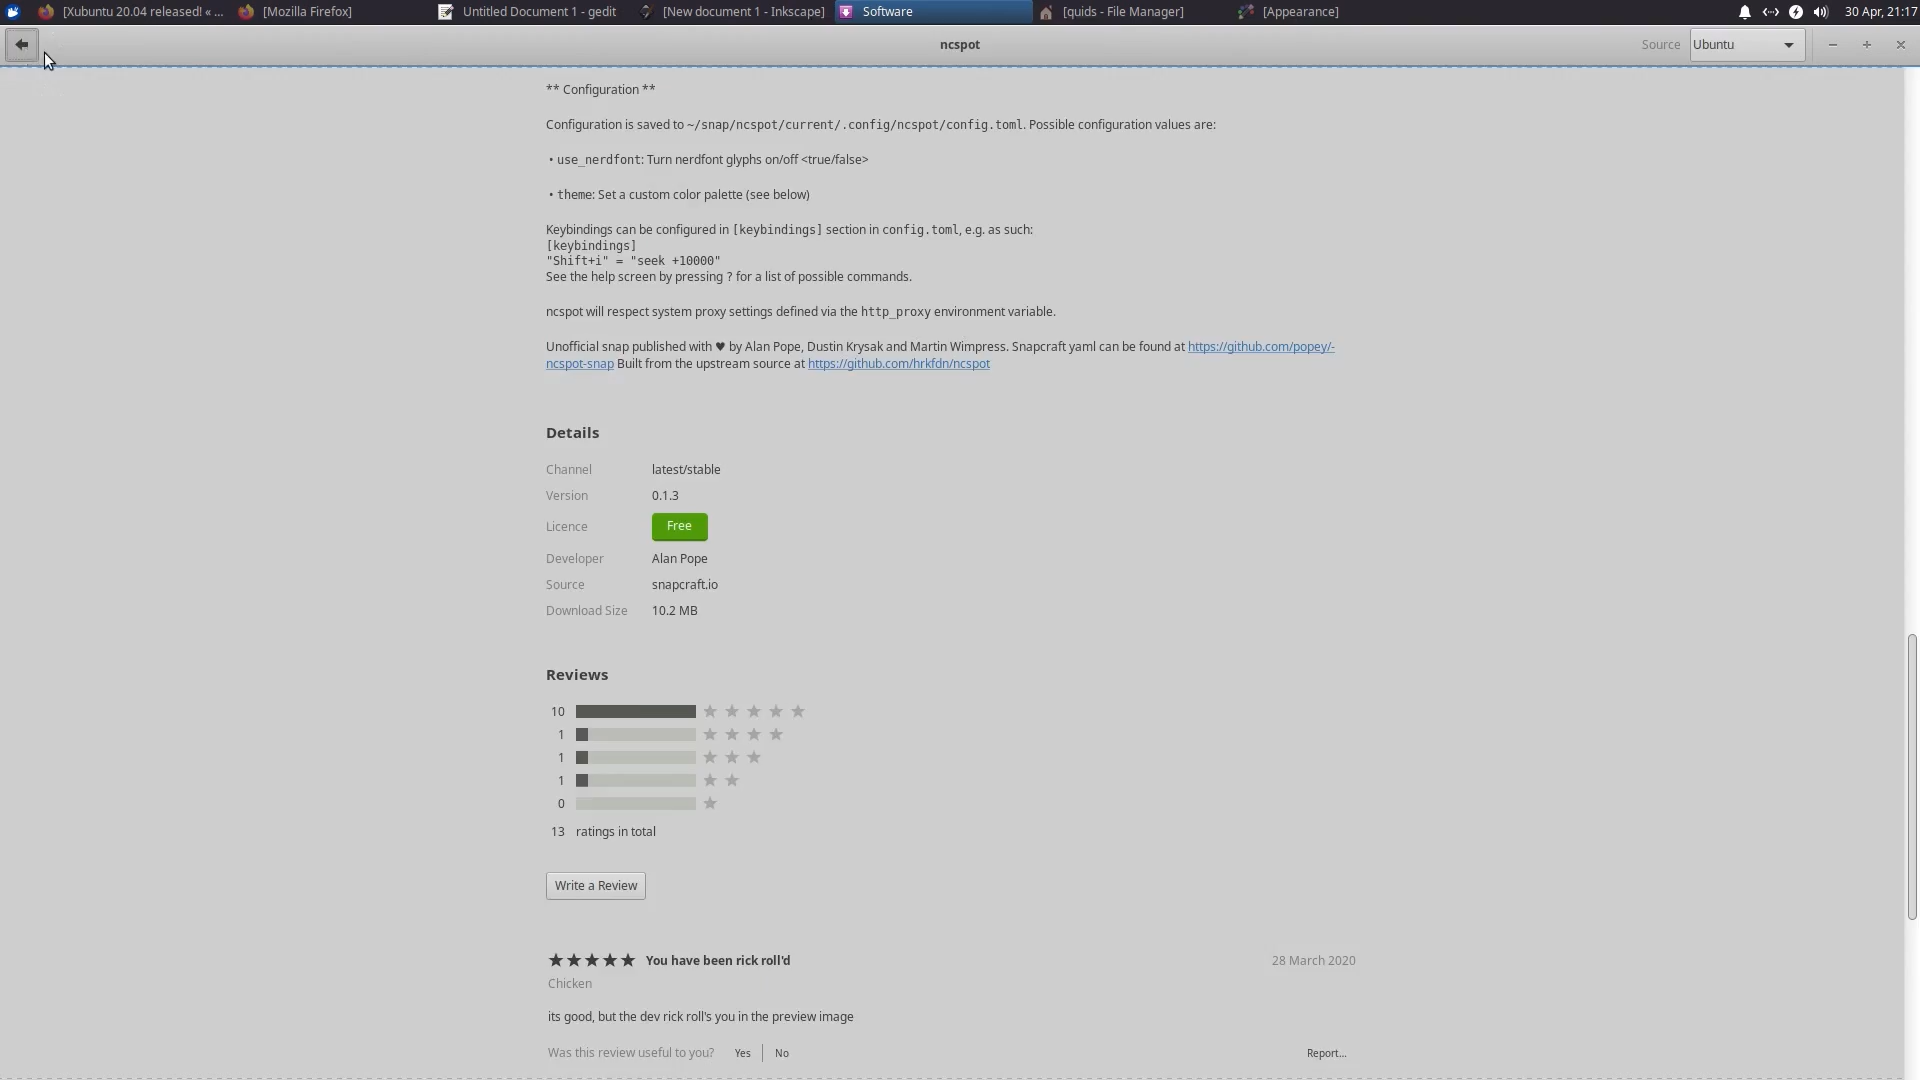 [Xubuntu 20.04 released! « ...
[Mozilla Firefox]
Untitled Document 1 - gedit
[New document 1 - Inkscape]
Software
[quids - File Manager]
[Appearance]
30 Apr, 21:17
ncspot
Source
Ubuntu
** Configuration **
Configuration is saved to ~/snap/ncspot/current/.config/ncspot/config.toml. Possible configuration values are:
• use_nerdfont: Turn nerdfont glyphs on/off <true/false>
• theme: Set a custom color palette (see below)
Keybindings can be configured in [keybindings] section in config.toml, e.g. as such:
[keybindings]
"Shift+i" = "seek +10000"
See the help screen by pressing ? for a list of possible commands.
ncspot will respect system proxy settings defined via the http_proxy environment variable.
Unofficial snap published with ♥ by Alan Pope, Dustin Krysak and Martin Wimpress. Snapcraft yaml can be found at https://github.com/popey/-
ncspot-snap Built from the upstream source at https://github.com/hrkfdn/ncspot
Details
Channel latest/stable
Version 0.1.3
Licence Free
Developer Alan Pope
Source snapcraft.io
Download Size 10.2 MB
Reviews
10 ★ ★ ★ ★ ★
1 ★ ★ ★ ★
1 ★ ★ ★
1 ★ ★
0 ★
13 ratings in total
Write a Review
★★★★★ You have been rick roll'd 28 March 2020
Chicken
its good, but the dev rick roll's you in the preview image
Was this review useful to you? Yes No Report...